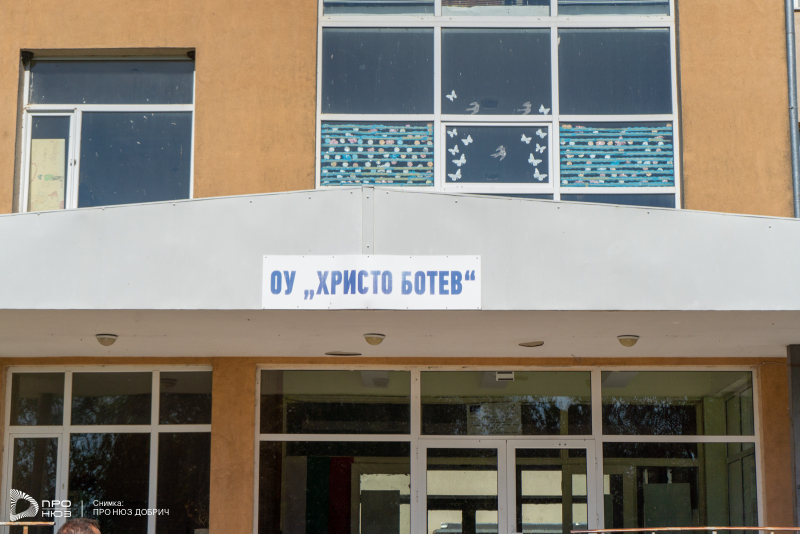 ОУ „ХРИСТО БОТЕВ“
ПРО
НЮЗ
Снимка:
ПРО НЮЗ ДОБРИЧ